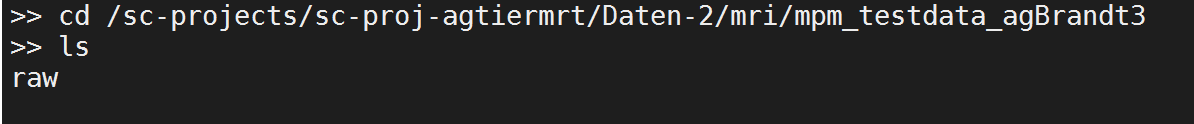 >> cd /sc-projects/sc-proj-agtiermrt/Daten-2/mri/mpm_testdata_agBrandt3
>> ls
raw